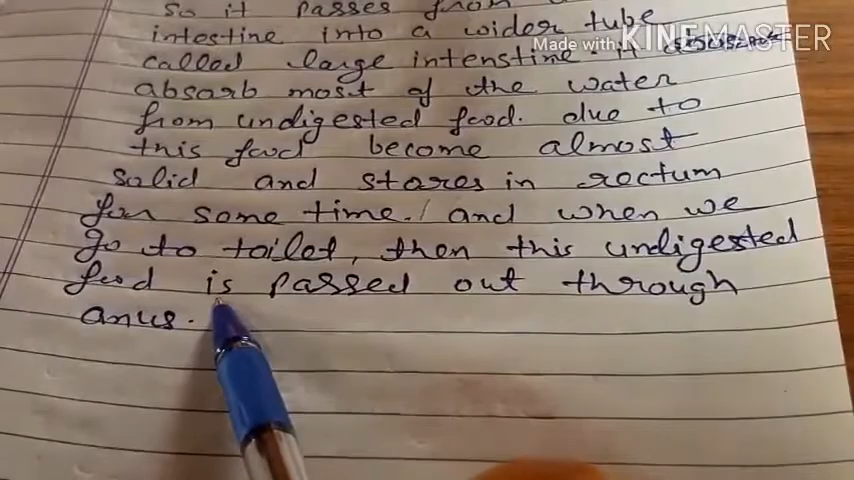 so it passes from
intestine into a wider tube
Made with KINEMASTER
called large intenstine. it
absarb most of the water
from undigested food. due to
this food become almost
solid and stores in rectum
for some time. and when we
go to toilet, then this undigested
food is passed out through
anus.